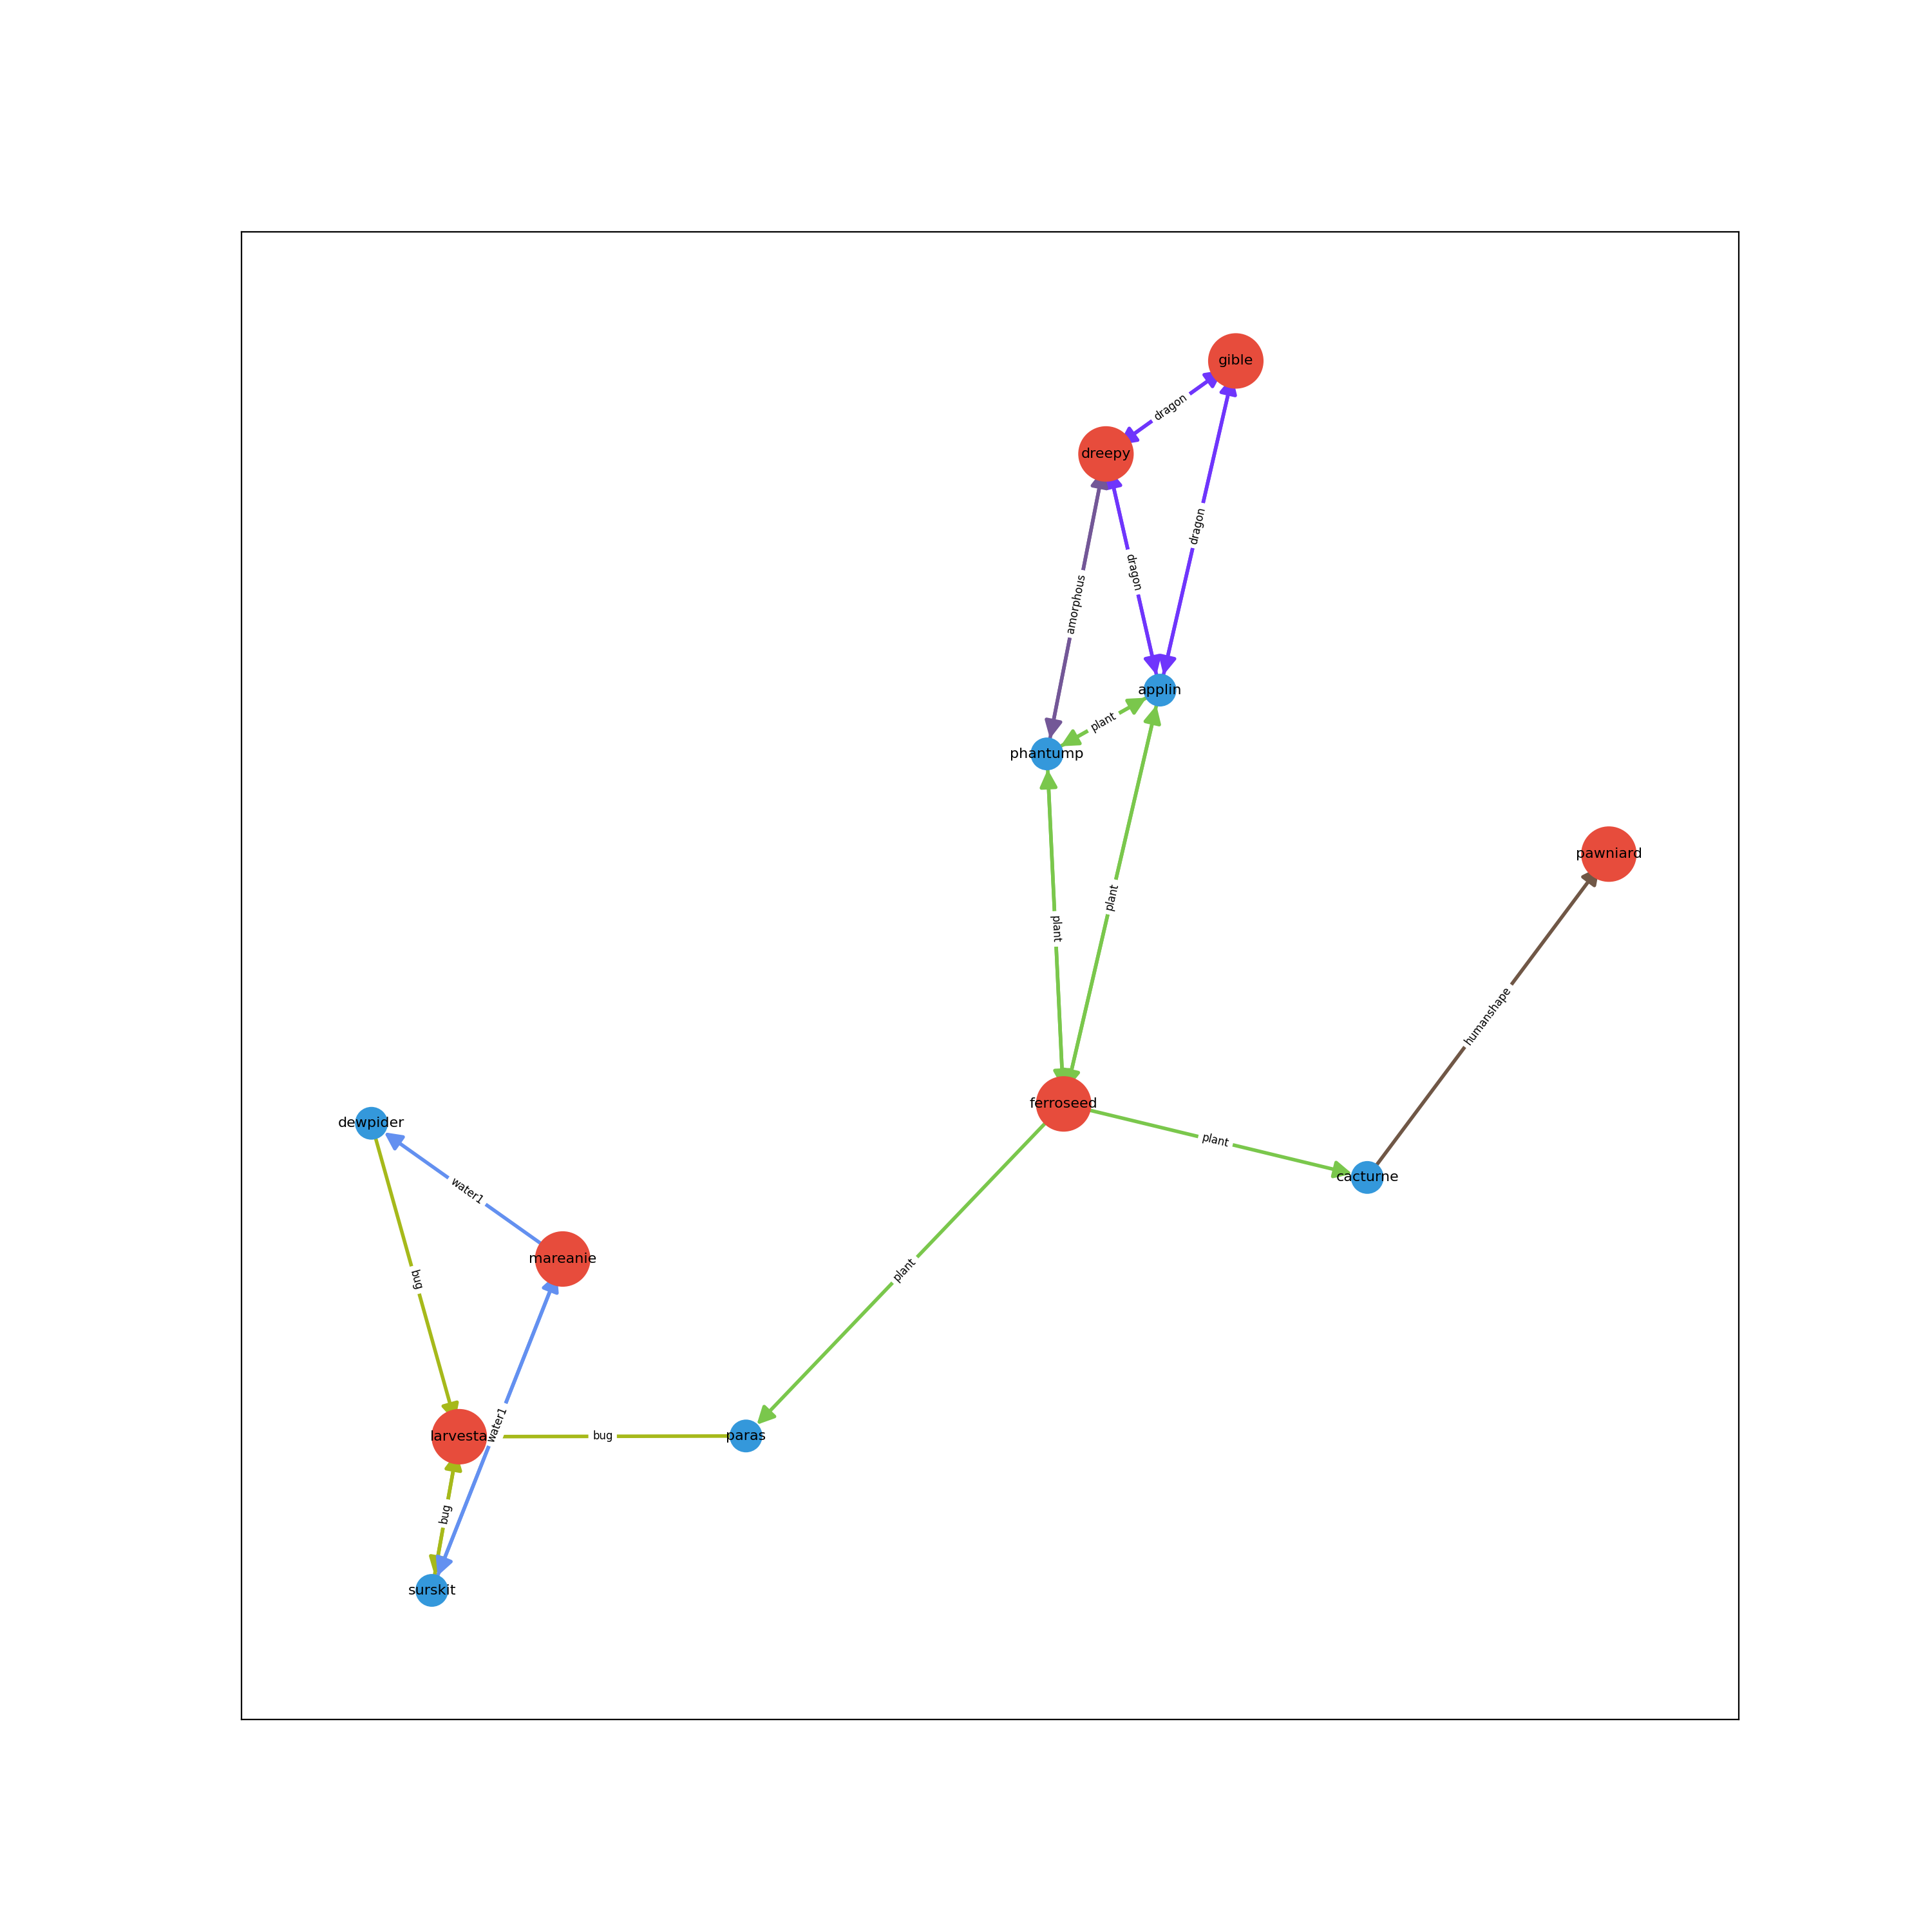 gible
dragon
dreepy
dragon
dragon
amorphous
applin
plant
phantump
pawniard
plant
plant
humanshape
ferroseed
dewpider
plant
cacturne
water1
mareanie
plant
bug
water1
larvesta
bug
paras
bug
surskit